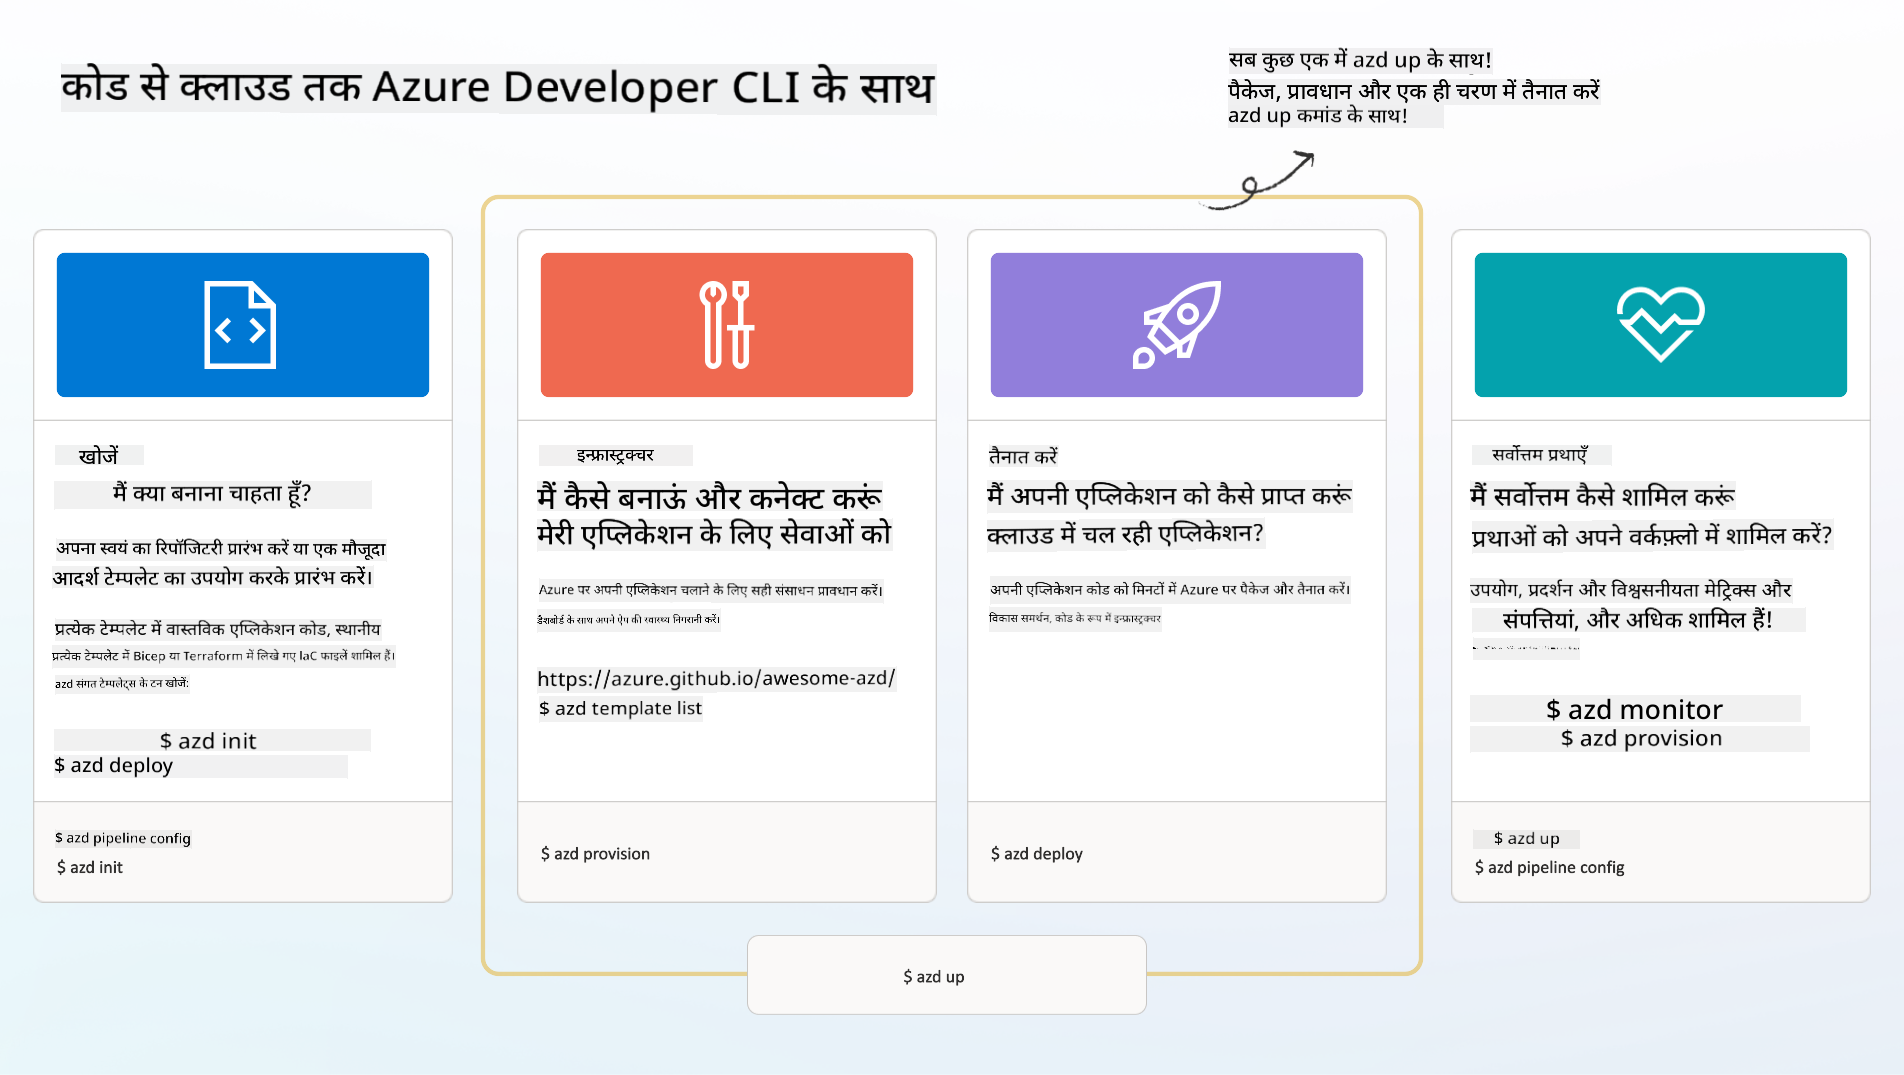 कोड से क्लाउड तक Azure Developer CLI के साथ
सब कुछ एक में azd up के साथ!
पैकेज, प्रावधान और एक ही चरण में तैनात करें
azd up कमांड के साथ!
खोजें
मैं क्या बनाना चाहता हूँ?
अपना स्वयं का रिपॉजिटरी प्रारंभ करें या एक मौजूदा
आदर्श टेम्पलेट का उपयोग करके प्रारंभ करें।
प्रत्येक टेम्पलेट में वास्तविक एप्लिकेशन कोड, स्थानीय
प्रत्येक टेम्पलेट में Bicep या Terraform में लिखे गए IaC फाइलें शामिल हैं।
azd संगत टेम्पलेट्स के टन खोजें:
$ azd init
$ azd deploy
$ azd pipeline config
$ azd init
इन्फ्रास्ट्रक्चर
मैं कैसे बनाऊं और कनेक्ट करूं
मेरी एप्लिकेशन के लिए सेवाओं को
Azure पर अपनी एप्लिकेशन चलाने के लिए सही संसाधन प्रावधान करें।
डैशबोर्ड के साथ अपने ऐप की स्वास्थ्य निगरानी करें।
https://azure.github.io/awesome-azd/
$ azd template list
$ azd provision
तैनात करें
मैं अपनी एप्लिकेशन को कैसे प्राप्त करूं
क्लाउड में चल रही एप्लिकेशन?
अपनी एप्लिकेशन कोड को मिनटों में Azure पर पैकेज और तैनात करें।
विकास समर्थन, कोड के रूप में इन्फ्रास्ट्रक्चर
$ azd deploy
सर्वोत्तम प्रथाएँ
मैं सर्वोत्तम कैसे शामिल करूं
प्रथाओं को अपने वर्कफ़्लो में शामिल करें?
उपयोग, प्रदर्शन और विश्वसनीयता मेट्रिक्स और
संपत्तियां, और अधिक शामिल हैं!
$ azd monitor
$ azd provision
$ azd up
$ azd pipeline config
$ azd up